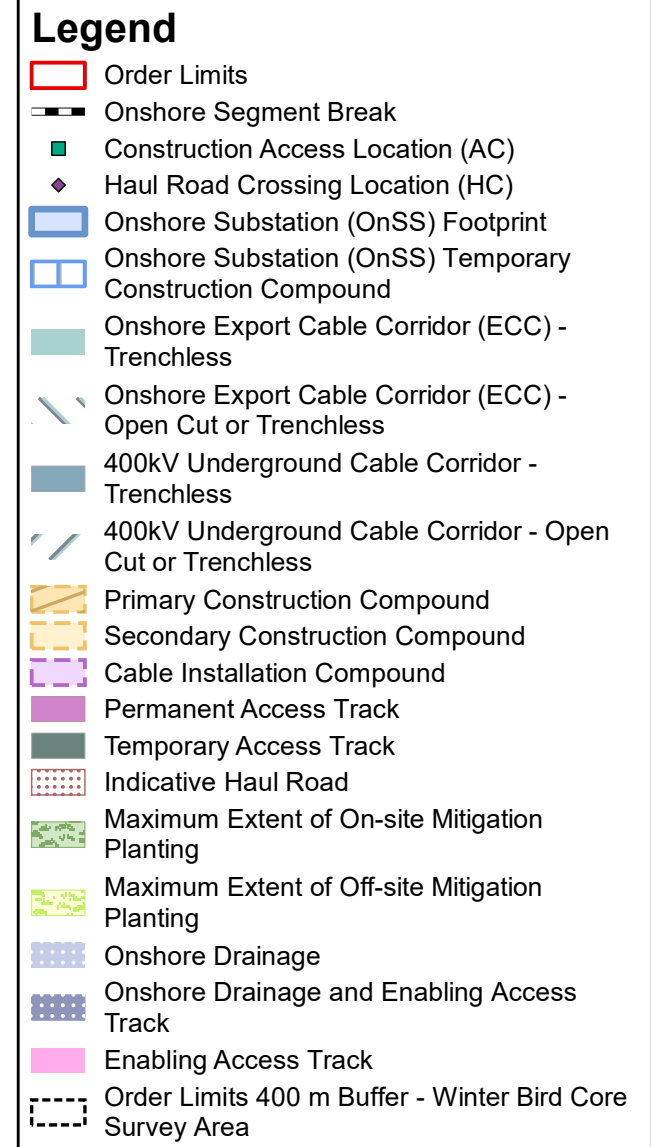 Legend
Order Limits
Onshore Segment Break
Construction Access Location (AC)
Haul Road Crossing Location (HC)
Onshore Substation (OnSS) Footprint
Onshore Substation (OnSS) Temporary
Construction Compound
Onshore Export Cable Corridor (ECC) -
Trenchless
Onshore Export Cable Corridor (ECC) -
Open Cut or Trenchless
400kV Underground Cable Corridor -
Trenchless
400kV Underground Cable Corridor - Open
Cut or Trenchless
Primary Construction Compound
Secondary Construction Compound
Cable Installation Compound
Permanent Access Track
Temporary Access Track
Indicative Haul Road
Maximum Extent of On-site Mitigation
Planting
Maximum Extent of Off-site Mitigation
Planting
Onshore Drainage
Onshore Drainage and Enabling Access
Track
Enabling Access Track
Order Limits 400 m Buffer - Winter Bird Core
Survey Area